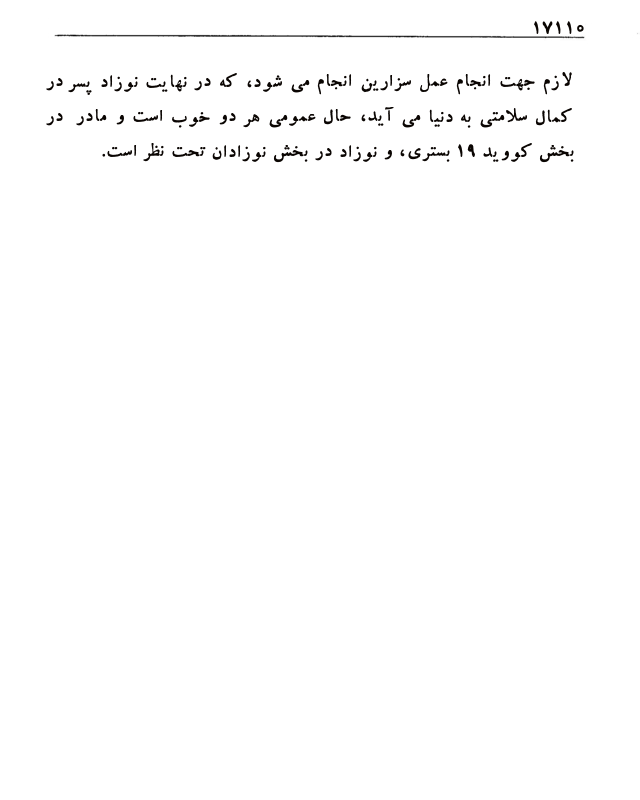 ۱۷۱۱۰
لازم جهت انجام عمل سزارین انجام می شود، که در نهایت نوزاد پسر در
کمال سلامتی به دنیا می آید، حال عمومی هر دو خوب است و مادر در
بخش کووید ۱۹ بستری، و نوزاد در بخش نوزادان تحت نظر است.